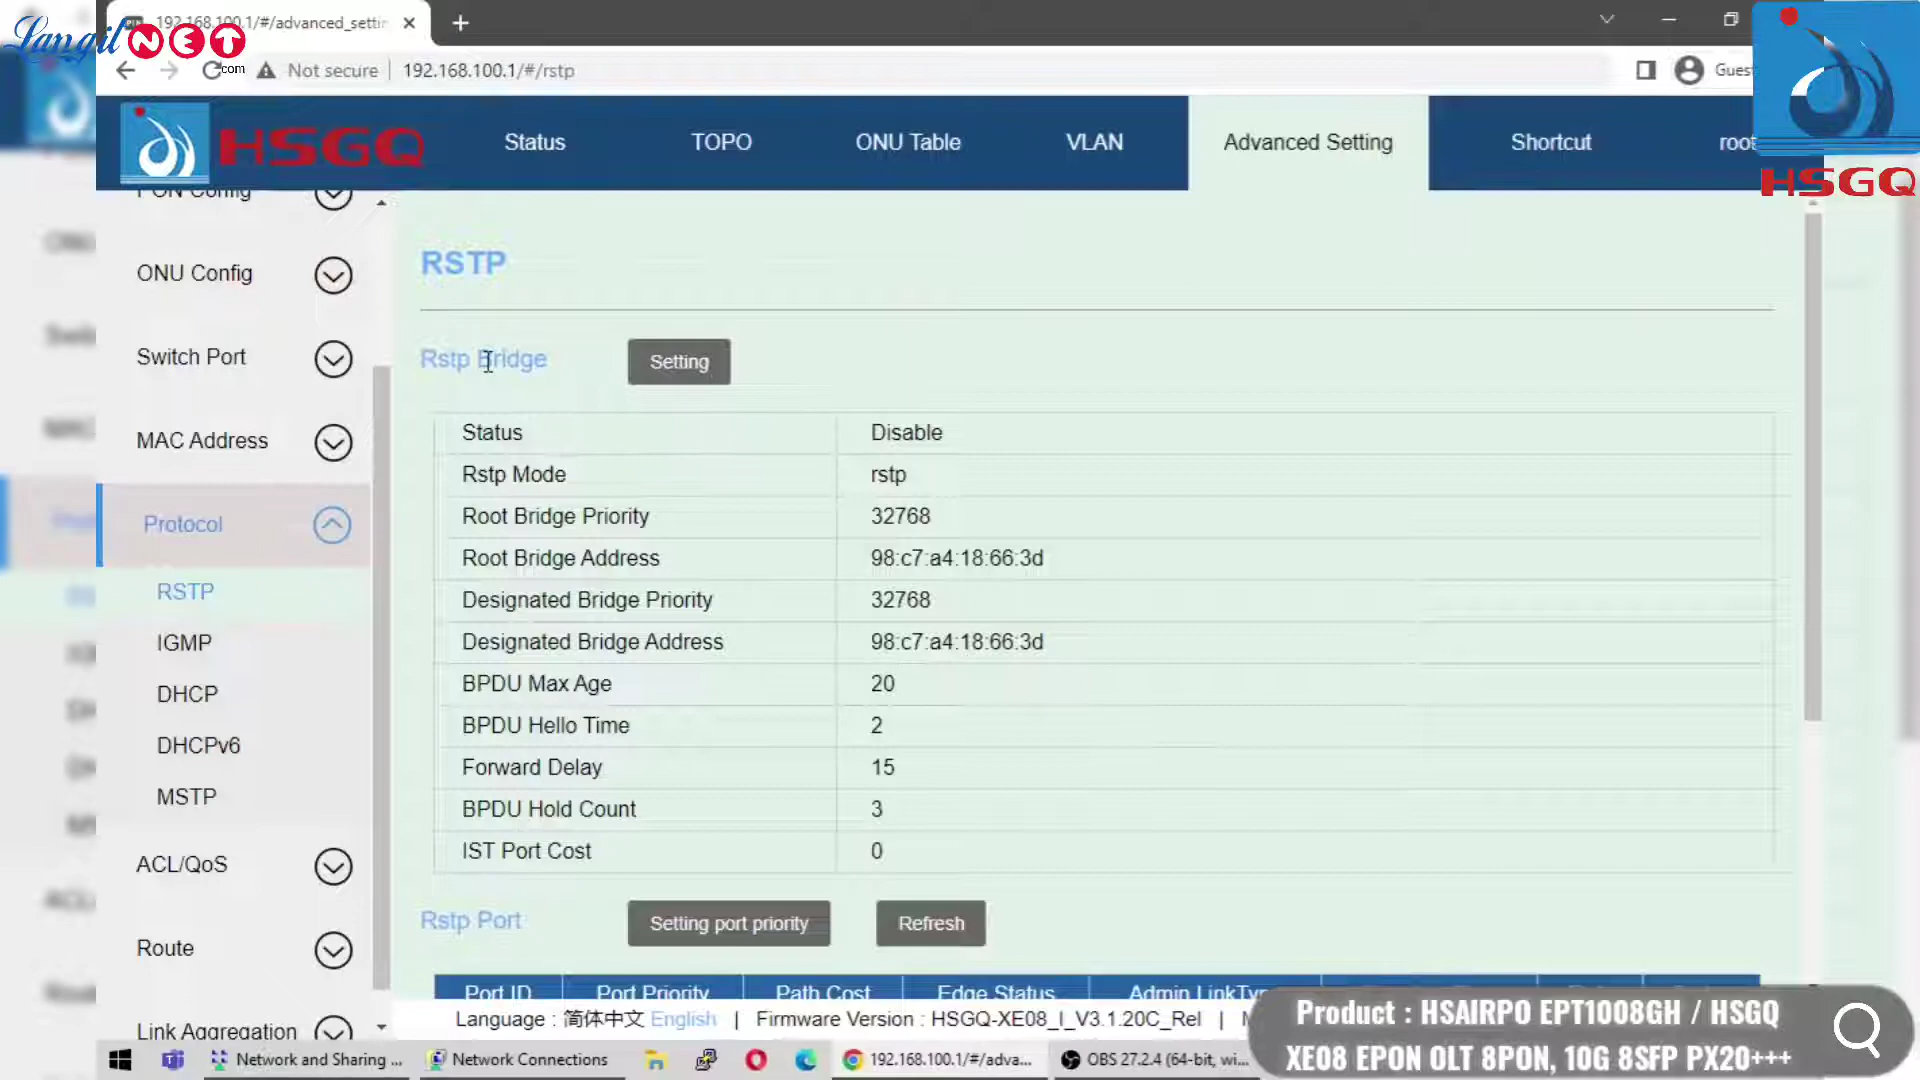 192.168.100.1/#/advanced_settin
LangilNET
.com
Not secure
192.168.100.1/#/rstp
Guest
HSGQ
Status
TOPO
ONU Table
VLAN
Advanced Setting
Shortcut
root
HSGQ
PON Config
ONU Config
Switch Port
MAC Address
Protocol
RSTP
IGMP
DHCP
DHCPv6
MSTP
ACL/QoS
Route
Link Aggregation
RSTP
Rstp Bridge
Setting
Status Disable
Rstp Mode rstp
Root Bridge Priority 32768
Root Bridge Address 98:c7:a4:18:66:3d
Designated Bridge Priority 32768
Designated Bridge Address 98:c7:a4:18:66:3d
BPDU Max Age 20
BPDU Hello Time 2
Forward Delay 15
BPDU Hold Count 3
IST Port Cost 0
Rstp Port
Setting port priority
Refresh
Port ID Port Priority Path Cost Edge Status Admin LinkTy
Language : 简体中文 English | Firmware Version : HSGQ-XE08_I_V3.1.20C_Rel |
Product : HSAIRPO EPT1008GH / HSGQ
XE08 EPON OLT 8PON, 10G 8SFP PX20+++
Network and Sharing ...
Network Connections
192.168.100.1/#/adva...
OBS 27.2.4 (64-bit, wi...